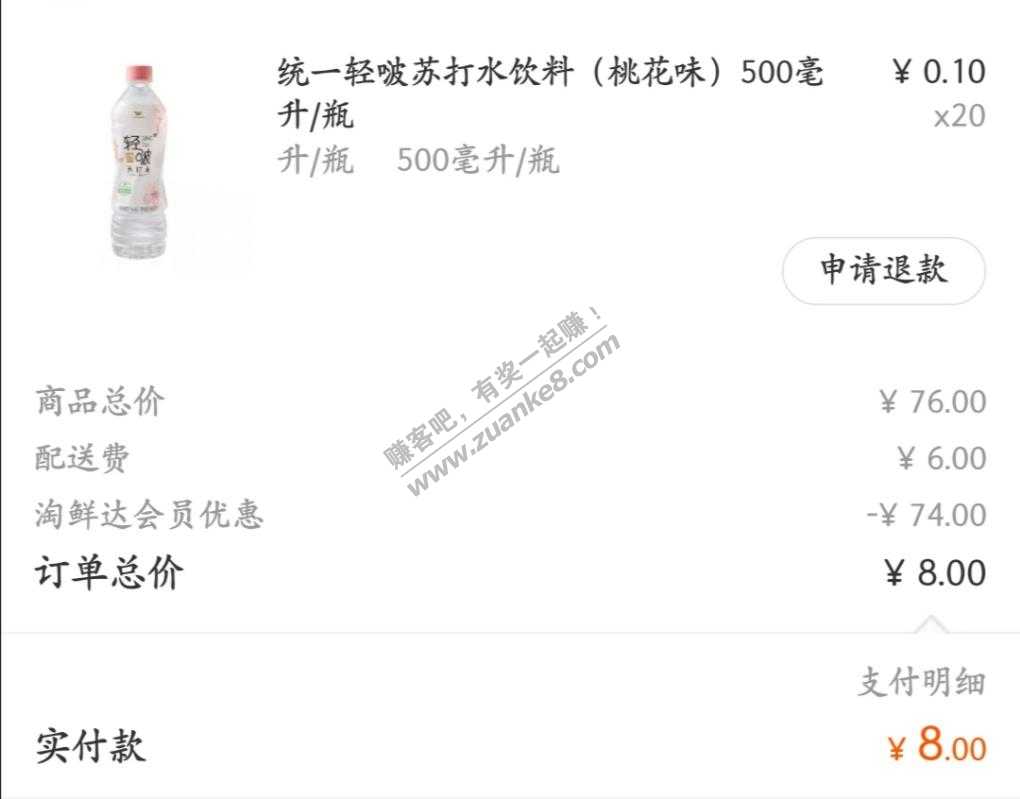 统一轻啵苏打水饮料（桃花味）500毫 ¥ 0.10
升/瓶 x20
升/瓶 500毫升/瓶
轻
啵
申请退款
赚客吧，有奖一起赚！
www.zuanke8.com
商品总价 ¥ 76.00
配送费 ¥ 6.00
淘鲜达会员优惠 -¥ 74.00
订单总价 ¥ 8.00
支付明细
实付款 ¥ 8.00